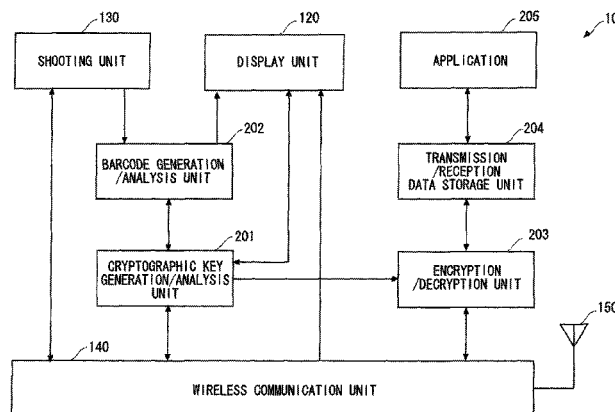 130
SHOOTING UNIT
120
DISPLAY UNIT
205
APPLICATION
10
202
BARCODE GENERATION
/ANALYSIS UNIT
204
TRANSMISSION
/RECEPTION
DATA STORAGE UNIT
201
CRYPTOGRAPHIC KEY
GENERATION/ANALYSIS
UNIT
203
ENCRYPTION
/DECRYPTION UNIT
140
WIRELESS COMMUNICATION UNIT
150